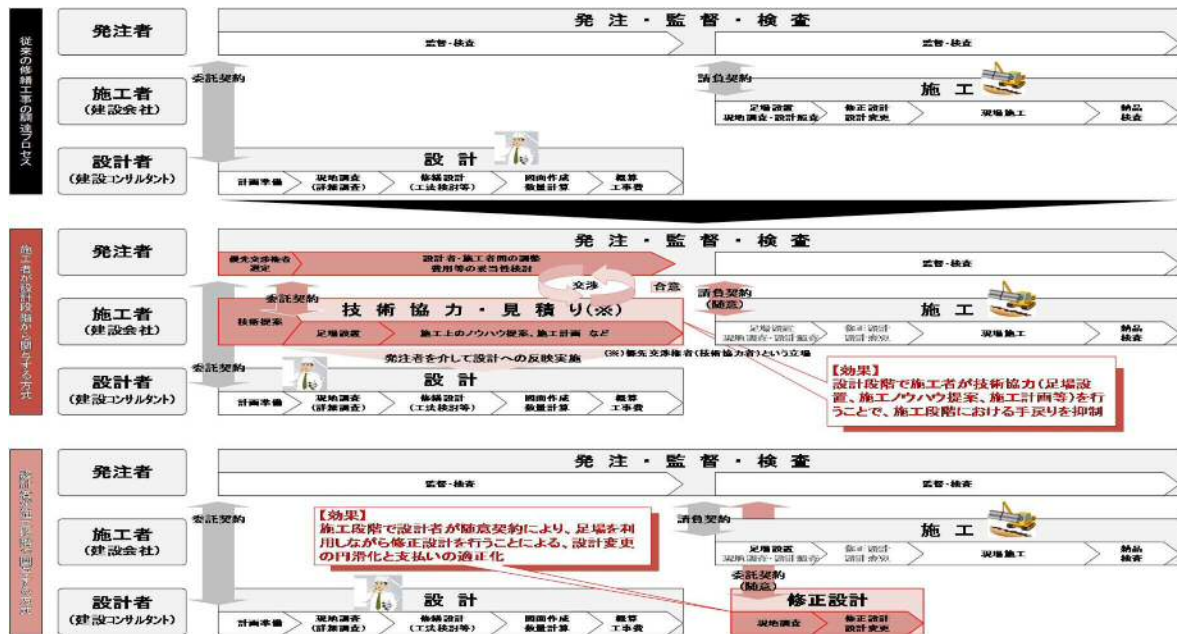 従来の修繕工事の調達プロセス
発注者
発注・監督・検査
監督・検査
監督・検査
委託契約
請負契約
施工者
(建設会社)
施工
足場設置
現地調査・設計照査
修正設計
設計変更
現場施工
納品
検査
設計者
(建設コンサルタント)
設計
計画準備
現地調査
(詳細調査)
修繕設計
(工法検討等)
図面作成
数量計算
概算
工事費
施工者が設計段階から関与する方式
発注者
発注・監督・検査
優先交渉権者
選定
設計者・施工者間の調整
費用等の妥当性検討
監督・検査
交渉
合意
委託契約
請負契約
(随意)
施工者
(建設会社)
技術協力・見積り(※)
技術提案
足場設置
施工上のノウハウ提案、施工計画 など
施工
足場設置
現地調査・設計照査
修正設計
設計変更
現場施工
納品
検査
発注者を介して設計への反映実施
(※)優先交渉権者(技術協力者)という立場
委託契約
設計者
(建設コンサルタント)
設計
計画準備
現地調査
(詳細調査)
修繕設計
(工法検討等)
図面作成
数量計算
概算
工事費
【効果】
設計段階で施工者が技術協力(足場設
置、施工ノウハウ提案、施工計画等)を行
うことで、施工段階における手戻りを抑制
発注者
発注・監督・検査
監督・検査
監督・検査
委託契約
請負契約
施工者
(建設会社)
【効果】
施工段階で設計者が随意契約により、足場を利
用しながら修正設計を行うことによる、設計変更
の円滑化と支払いの適正化
施工
足場設置
現地調査・設計照査
修正設計
設計変更
現場施工
納品
検査
委託契約
(随意)
設計者
(建設コンサルタント)
設計
計画準備
現地調査
(詳細調査)
修繕設計
(工法検討等)
図面作成
数量計算
概算
工事費
修正設計
現地調査
修正設計
設計変更